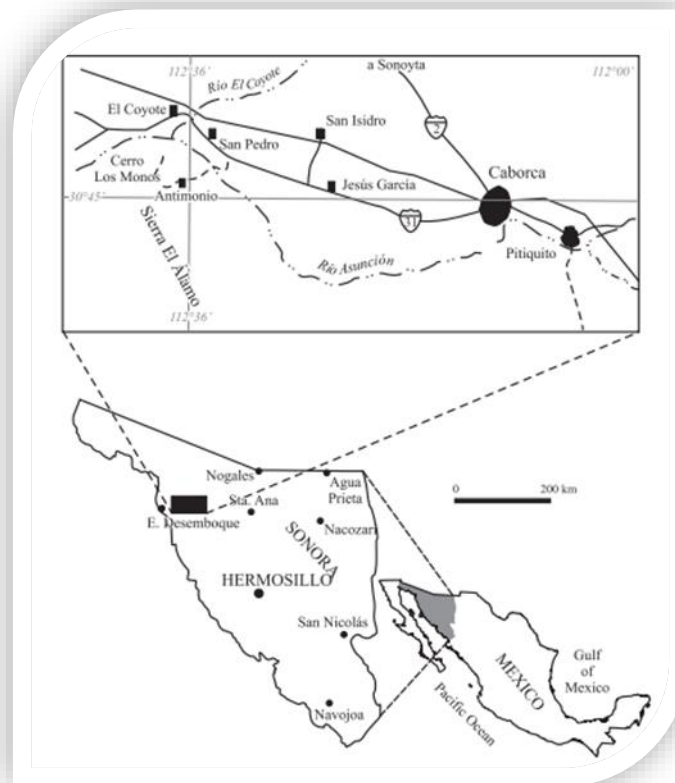 a Sonoyta
112°36´
112°00´
Río El Coyote
El Coyote
San Isidro
2
San Pedro
Caborca
Cerro
Los Monos
Jesús García
Antimonio
30°45´
31
Sierra El Álamo
Río Asunción
Pitiquito
112°36´
Nogales
Agua
Prieta
0
200 km
Sta. Ana
E. Desemboque
Nacozari
SONORA
HERMOSILLO
San Nicolás
Gulf
of
Mexico
MEXICO
Pacific Ocean
Navojoa